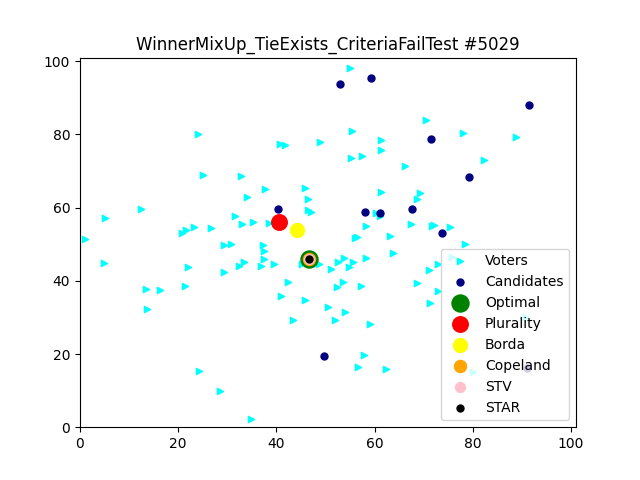 WinnerMixUp_TieExists_CriteriaFailTest #5029
100
80
60
40
20
0
0
20
40
60
80
100
Voters
Candidates
Optimal
Plurality
Borda
Copeland
STV
STAR